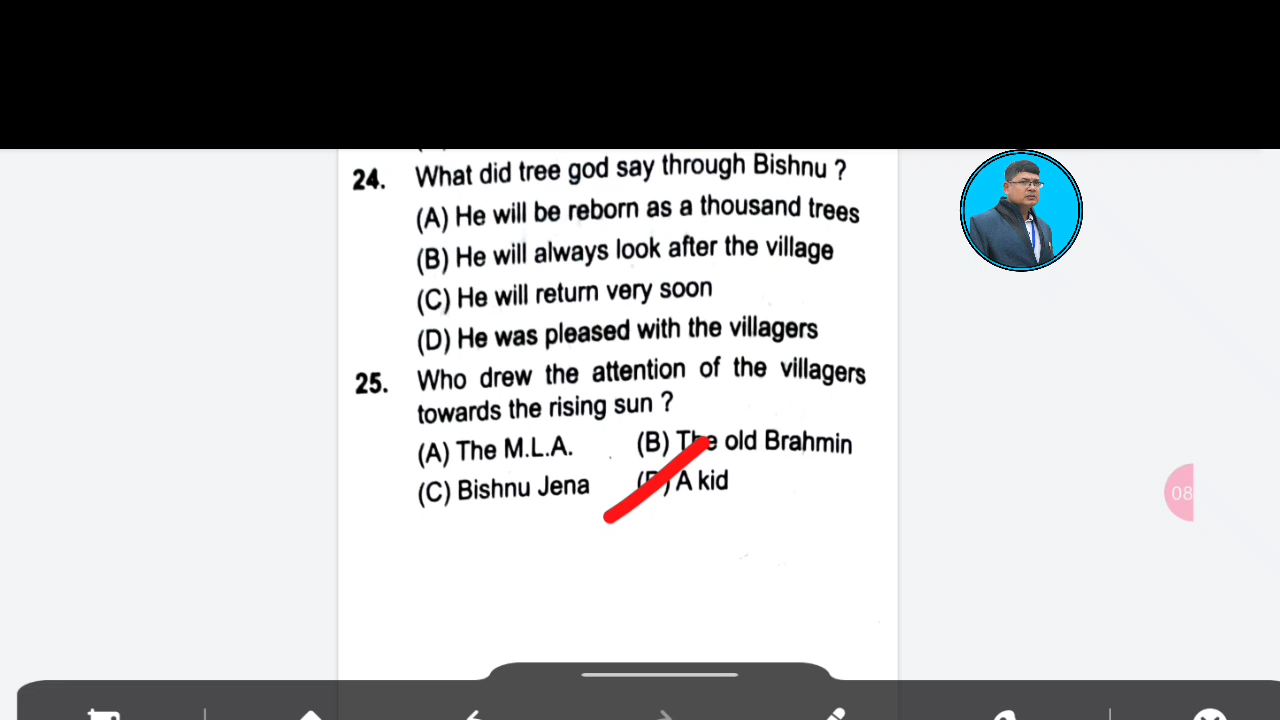 24. What did tree god say through Bishnu ?
(A) He will be reborn as a thousand trees
(B) He will always look after the village
(C) He will return very soon
(D) He was pleased with the villagers
25. Who drew the attention of the villagers
towards the rising sun ?
(A) The M.L.A. (B) The old Brahmin
(C) Bishnu Jena (D) A kid
08